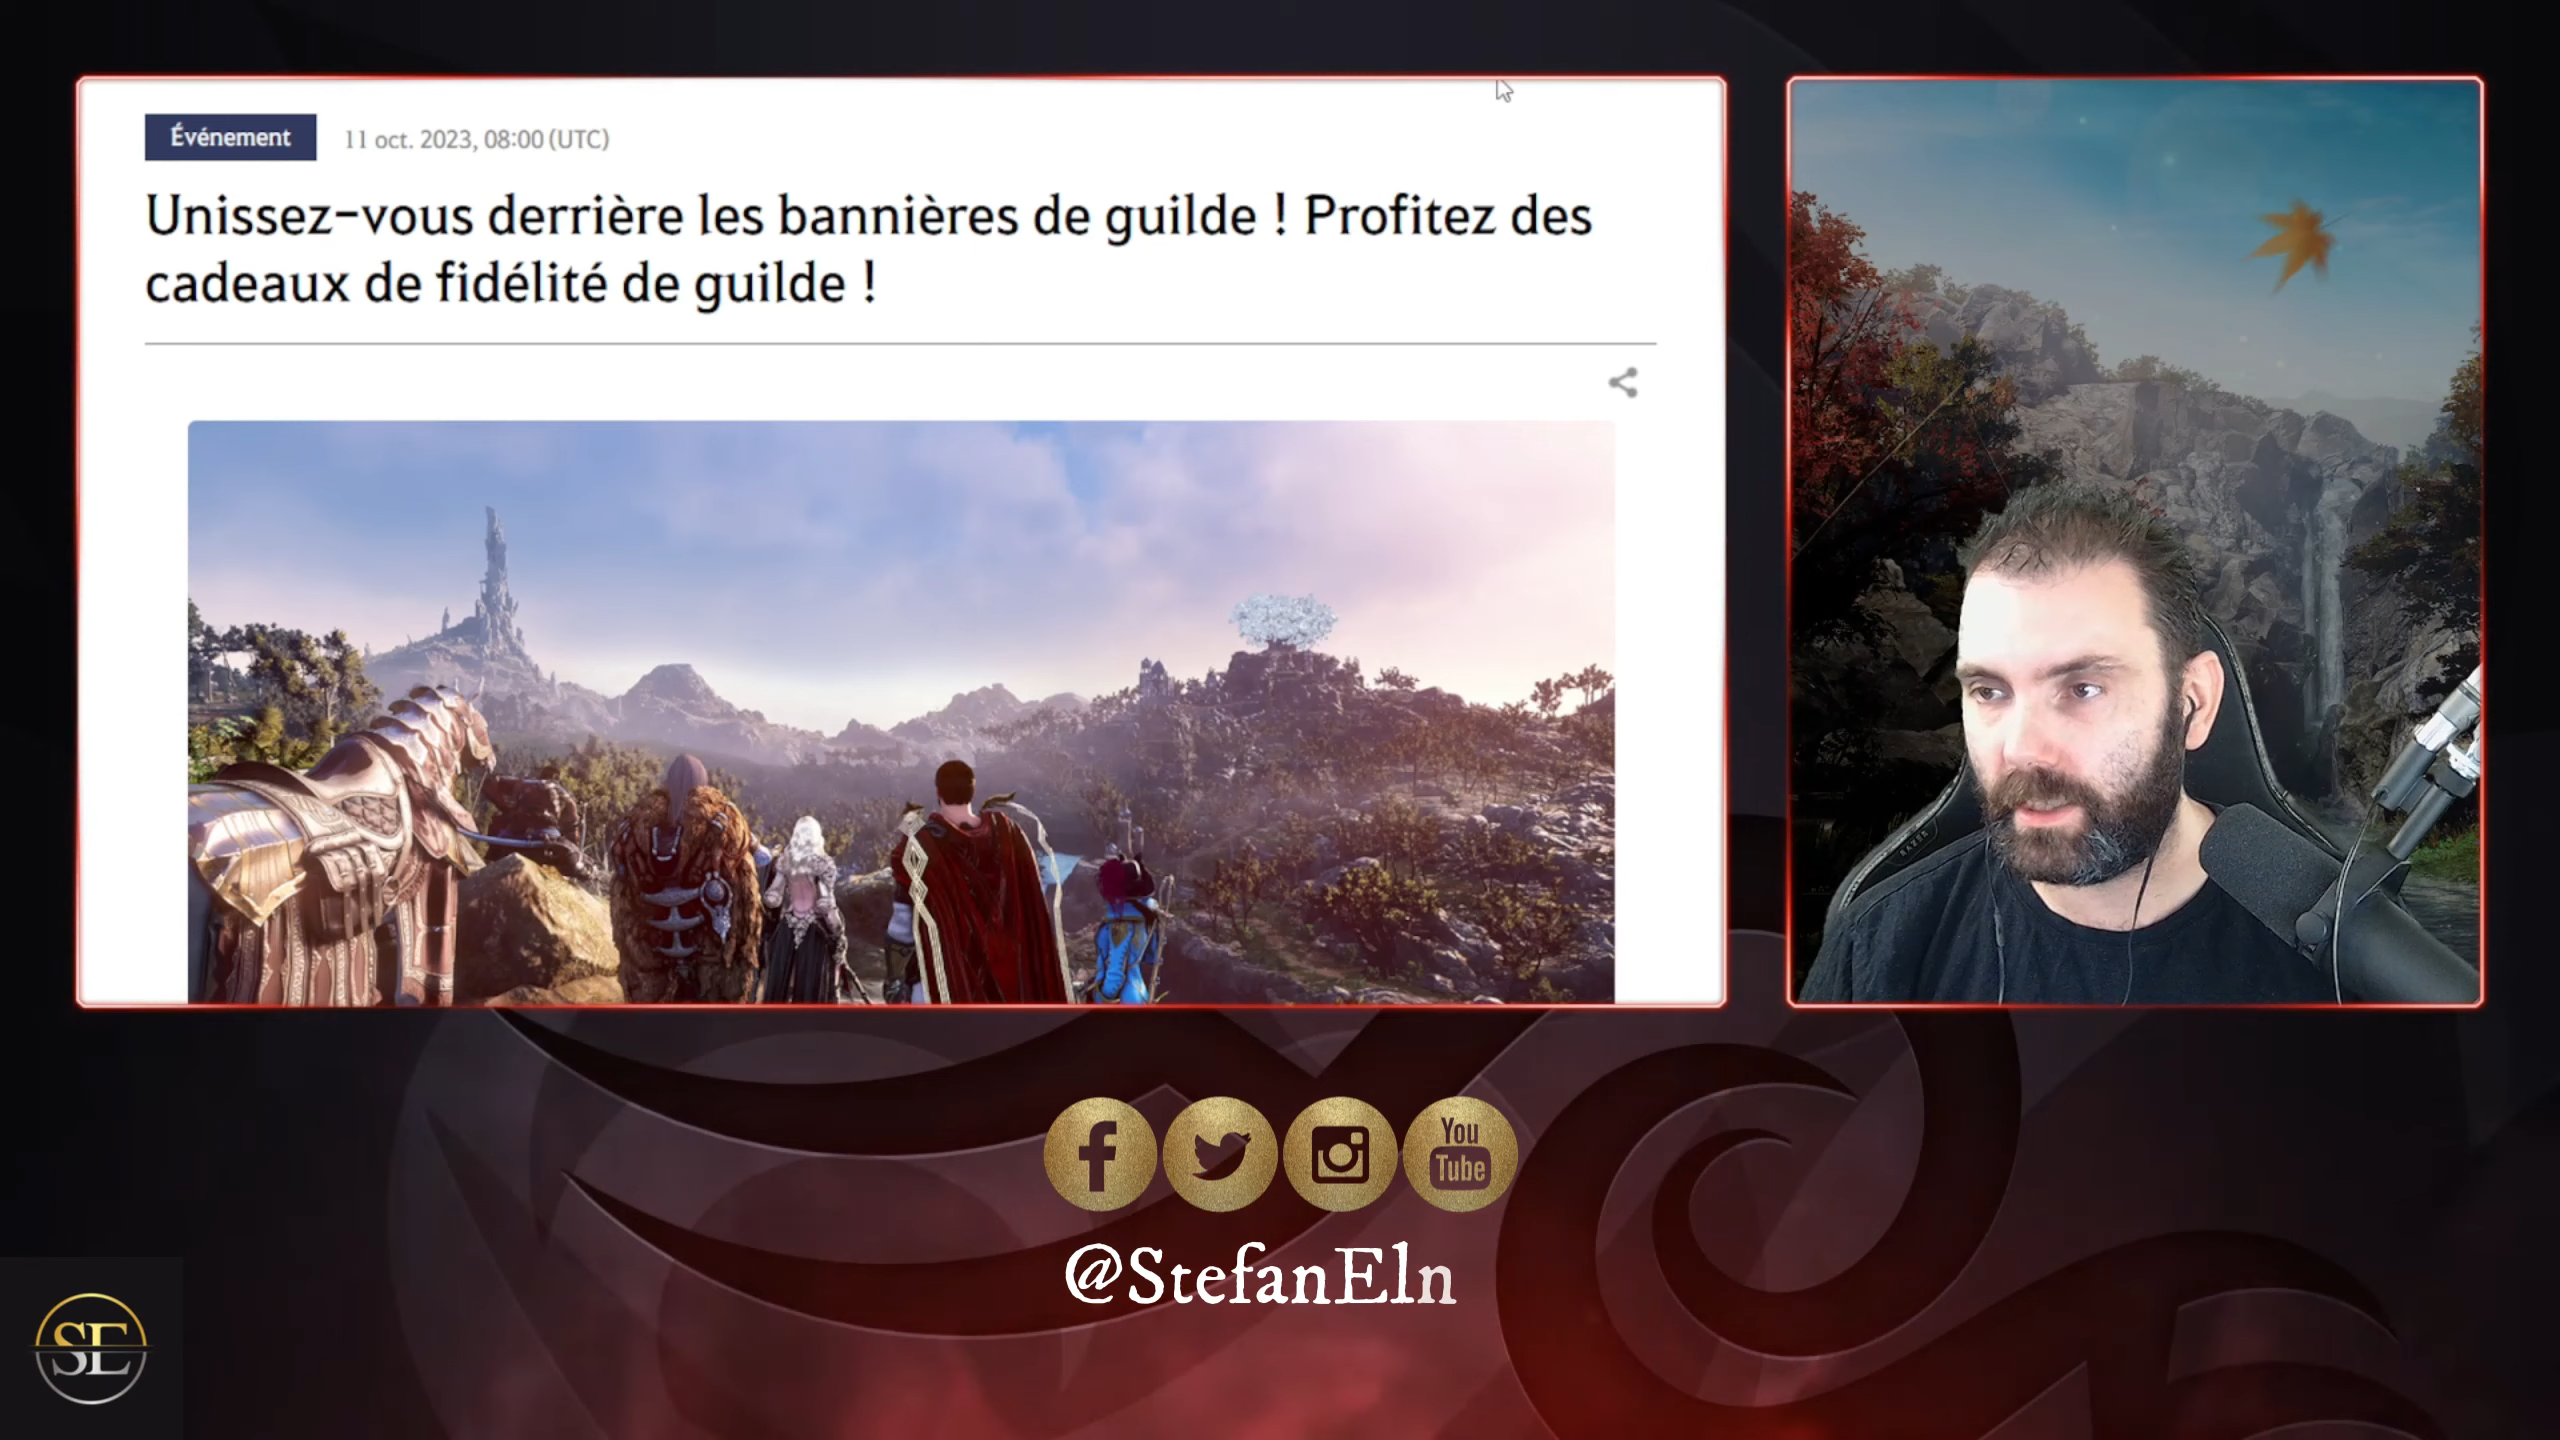 Événement 11 oct. 2023, 08:00 (UTC)
Unissez-vous derrière les bannières de guilde ! Profitez des
cadeaux de fidélité de guilde !
RAZER
f
You
Tube
@StefanEln
SE